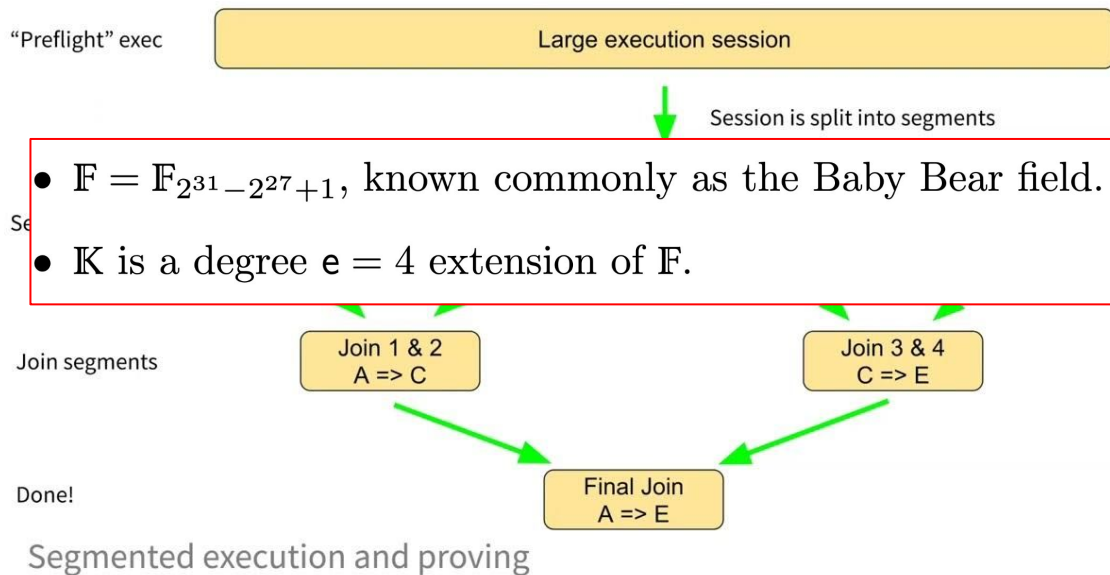 “Preflight” exec
Large execution session
Session is split into segments
• 𝔽 = 𝔽₂³¹₋₂²⁷₊₁, known commonly as the Baby Bear field.
Se
• 𝕂 is a degree e = 4 extension of 𝔽.
Join segments
Join 1 & 2
A => C
Join 3 & 4
C => E
Done!
Final Join
A => E
Segmented execution and proving